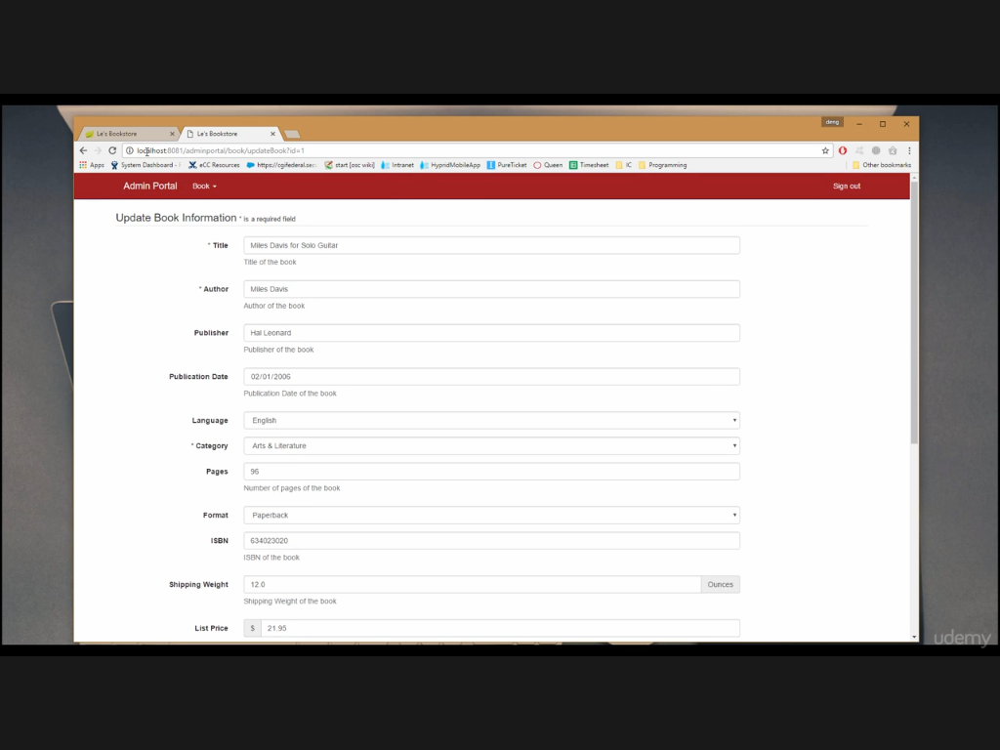 deng
Le's Bookstore
Le's Bookstore
localhost:8081/adminportal/book/updateBook?id=1
Apps System Dashboard - eCC Resources https://cgifederal.sec start [osc wiki] Intranet HypridMobileApp PureTicket Queen Timesheet IC Programming Other bookmarks
Admin Portal Book Sign out
Update Book Information * is a required field
* Title Miles Davis for Solo Guitar
Title of the book
* Author Miles Davis
Author of the book
Publisher Hal Leonard
Publisher of the book
Publication Date 02/01/2006
Publication Date of the book
Language English
* Category Arts & Literature
Pages 96
Number of pages of the book
Format Paperback
ISBN 634023020
ISBN of the book
Shipping Weight 12.0 Ounces
Shipping Weight of the book
List Price $ 21.95
udemy